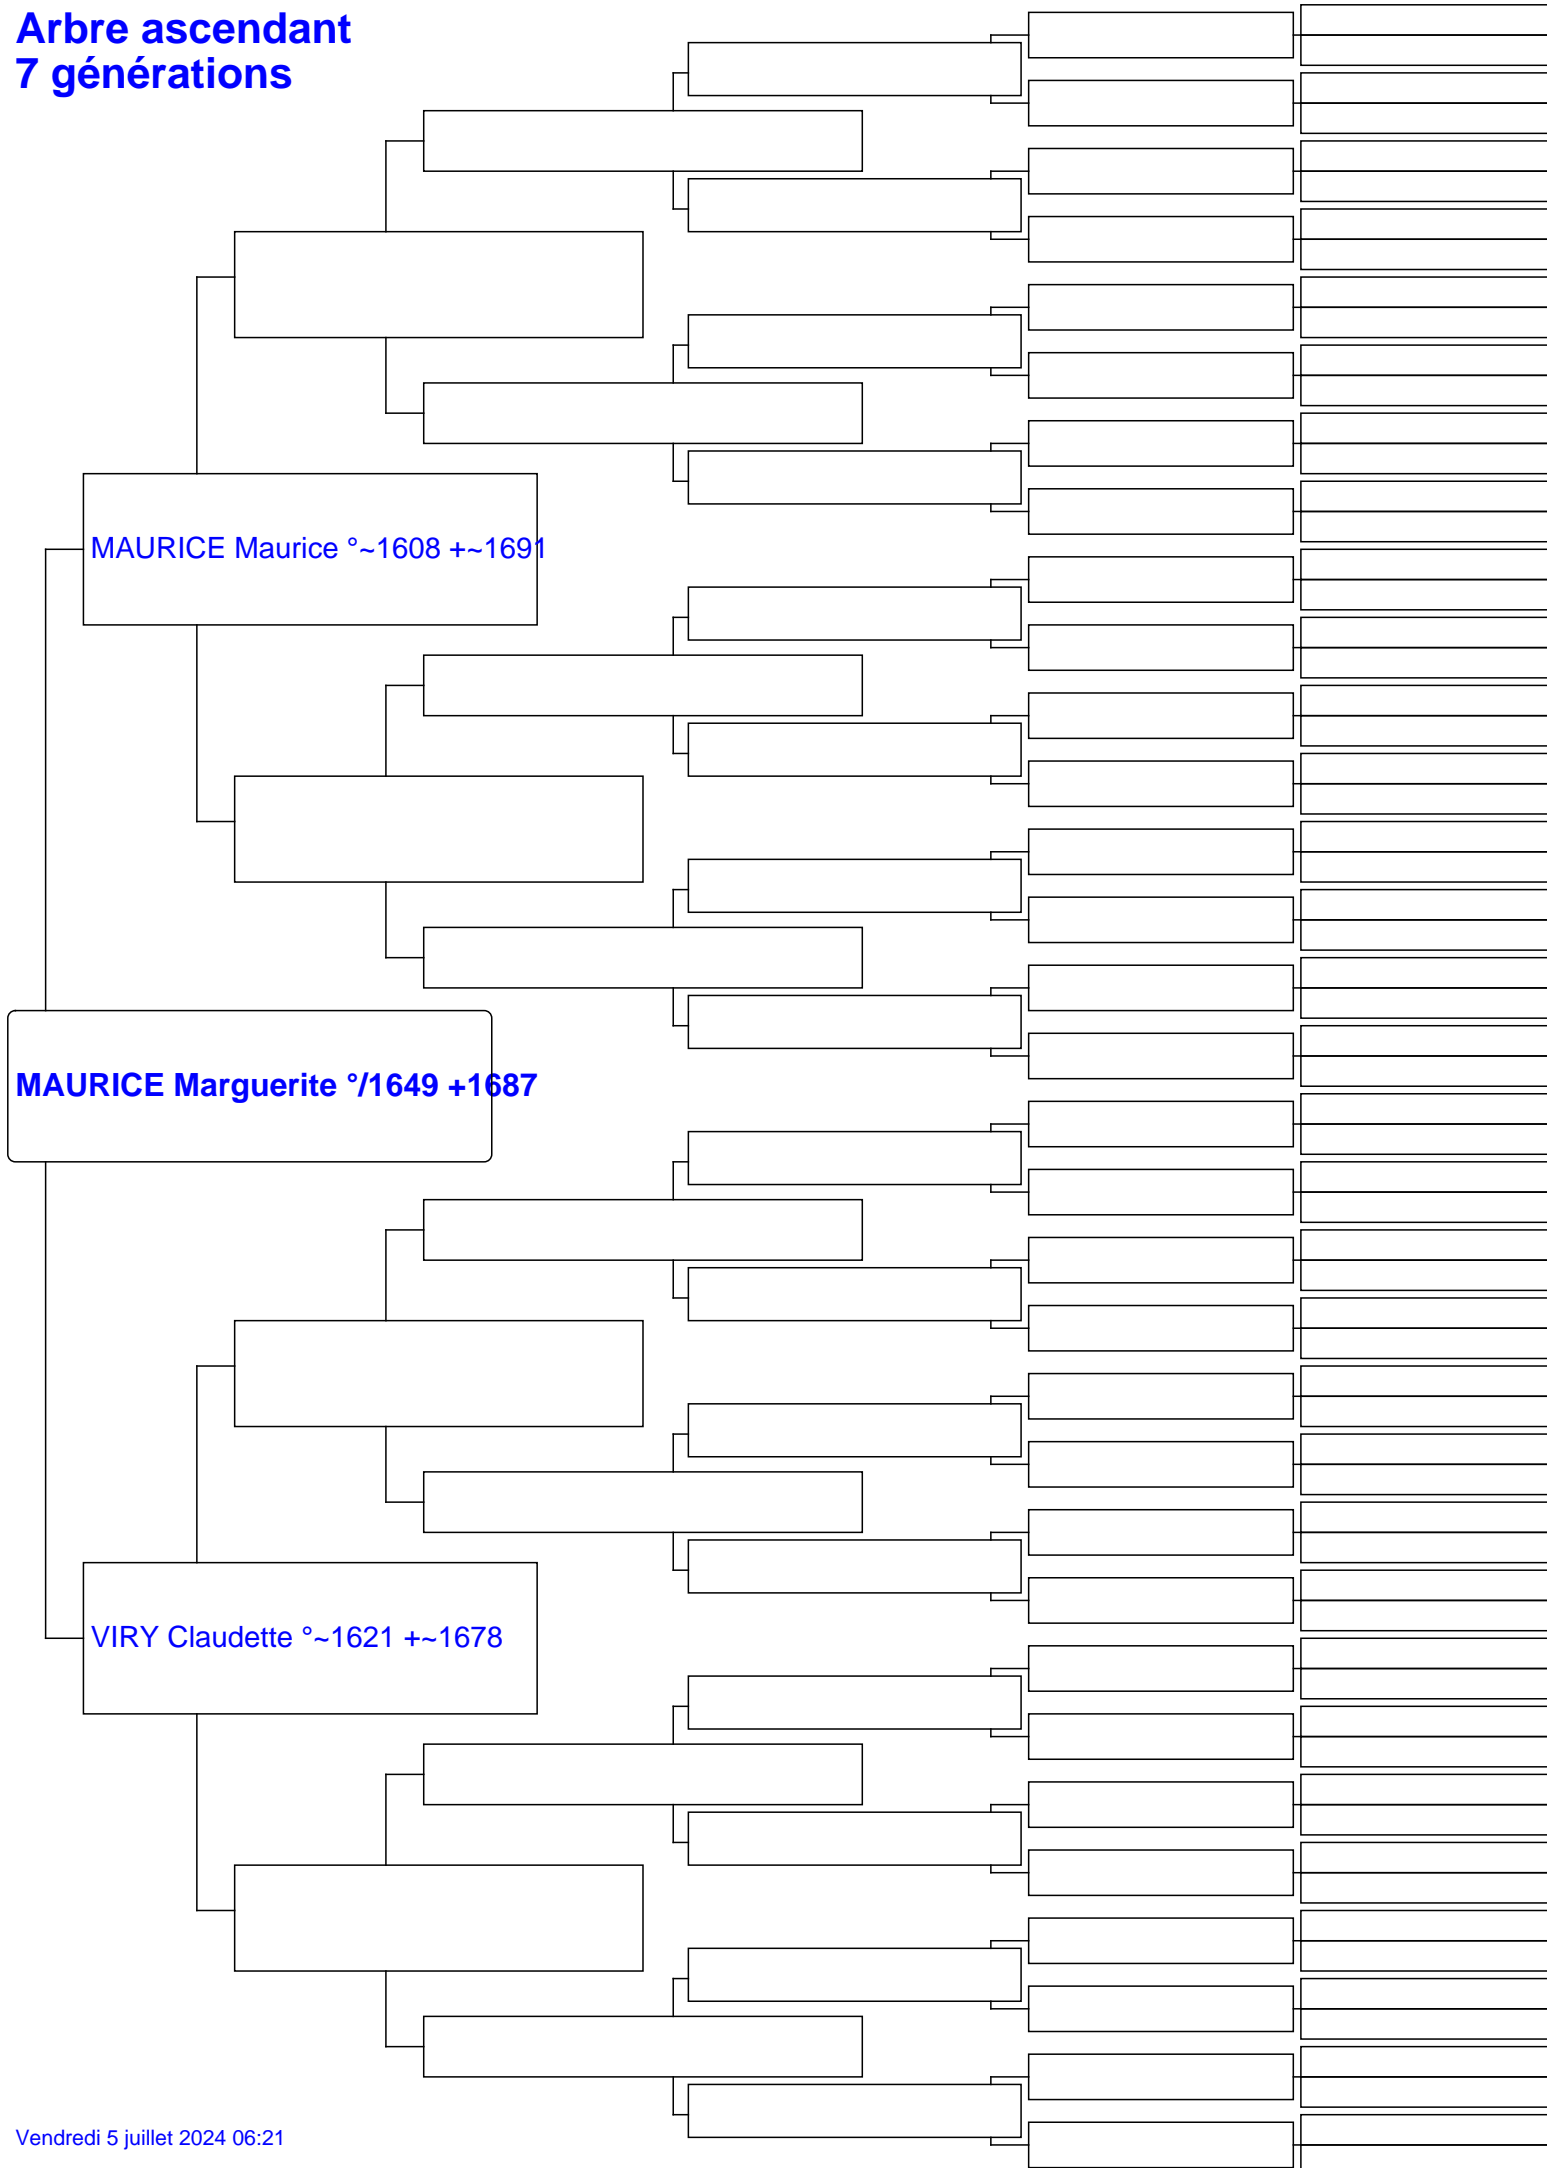 Arbre ascendant
7 générations
MAURICE Maurice °~1608 +~1691
MAURICE Marguerite °/1649 +1687
VIRY Claudette °~1621 +~1678
Vendredi 5 juillet 2024 06:21